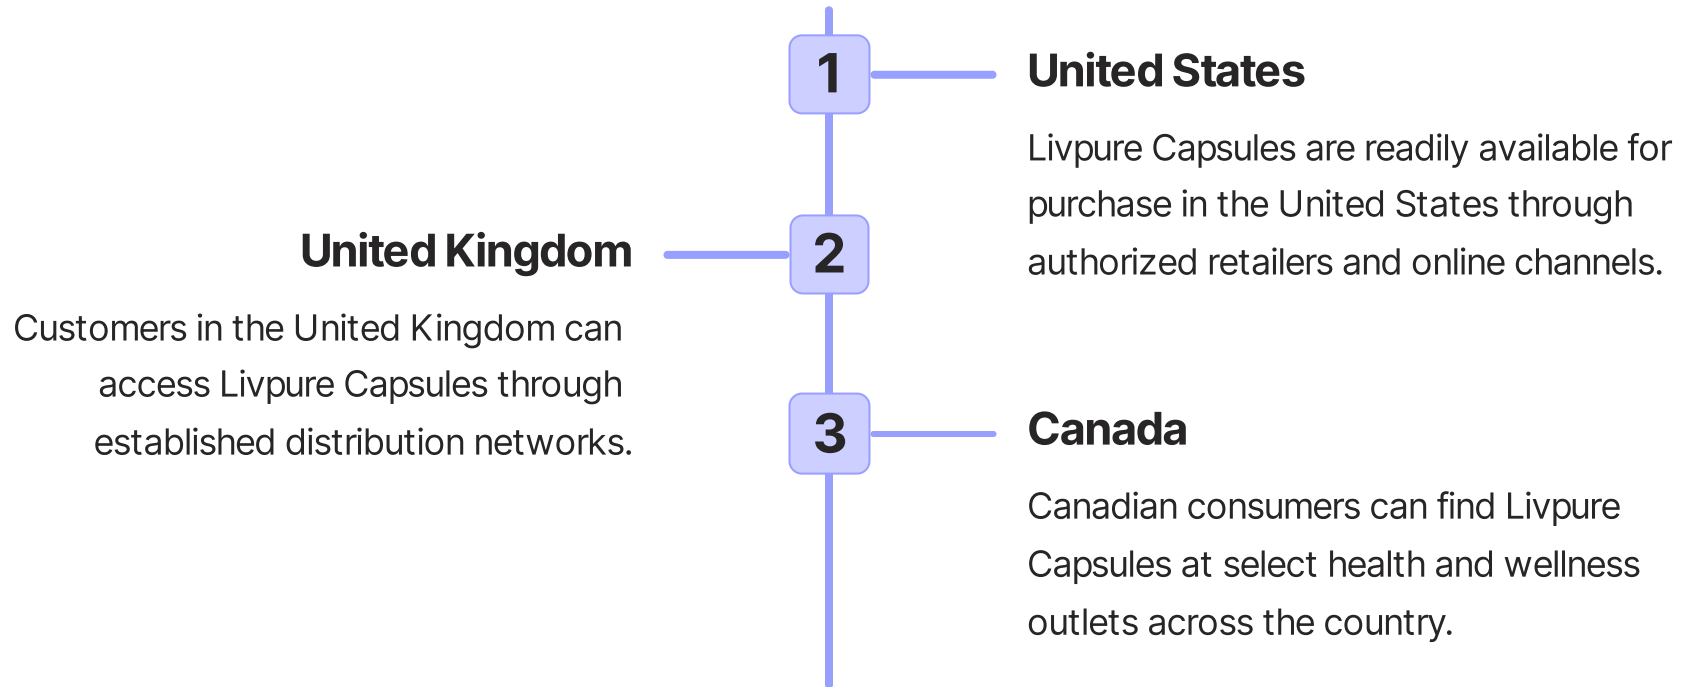 1
United States
Livpure Capsules are readily available for
purchase in the United States through
authorized retailers and online channels.
2
United Kingdom
Customers in the United Kingdom can
access Livpure Capsules through
established distribution networks.
3
Canada
Canadian consumers can find Livpure
Capsules at select health and wellness
outlets across the country.